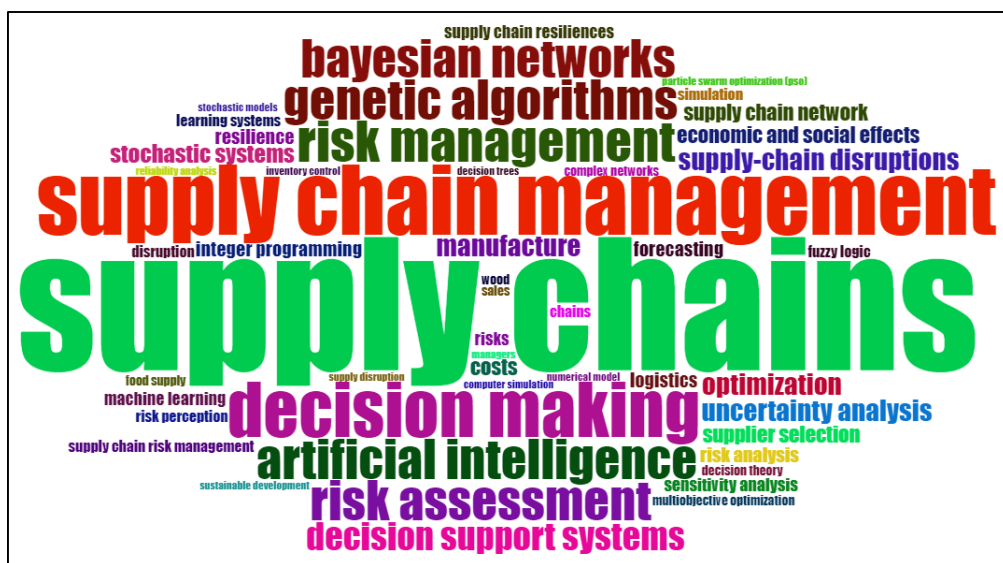 supply chain resiliences
bayesian networks
particle swarm optimization (pso)
genetic algorithms
simulation
stochastic models
supply chain network
learning systems
risk management
resilience
economic and social effects
stochastic systems
supply-chain disruptions
reliability analysis
inventory control
decision trees
complex networks
supply chain management
disruption
integer programming
manufacture
forecasting
fuzzy logic
supply chains
wood
sales
chains
risks
managers
costs
food supply
supply disruption
computer simulation
numerical model
logistics
optimization
machine learning
decision making
risk perception
uncertainty analysis
supplier selection
supply chain risk management
artificial intelligence
risk analysis
decision theory
sustainable development
risk assessment
sensitivity analysis
multiobjective optimization
decision support systems